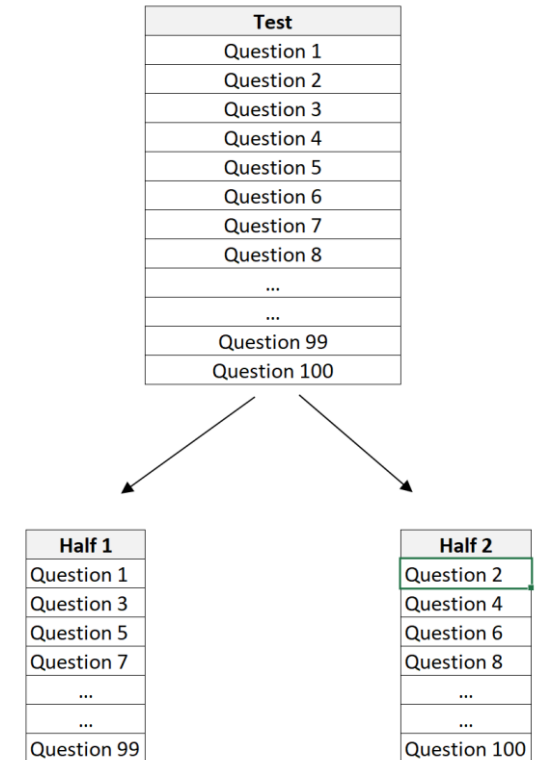 Test
Question 1
Question 2
Question 3
Question 4
Question 5
Question 6
Question 7
Question 8
...
...
Question 99
Question 100
Half 1
Question 1
Question 3
Question 5
Question 7
...
...
Question 99
Half 2
Question 2
Question 4
Question 6
Question 8
...
...
Question 100